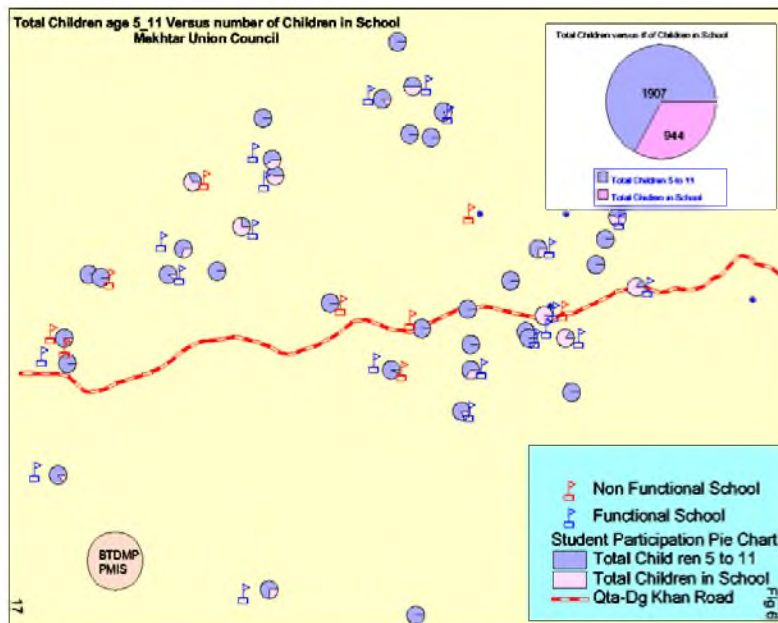 Total Children age 5_11 Versus number of Children in School
Mekhtar Union Council
Total Children versus # of Children in School
1907
944
Total Children 5 to 11
Total Children in School
Non Functional School
Functional School
Student Participation Pie Chart
Total Child ren 5 to 11
Total Children in School
Qta-Dg Khan Road
BTDMP
PMIS
17
Fig 6